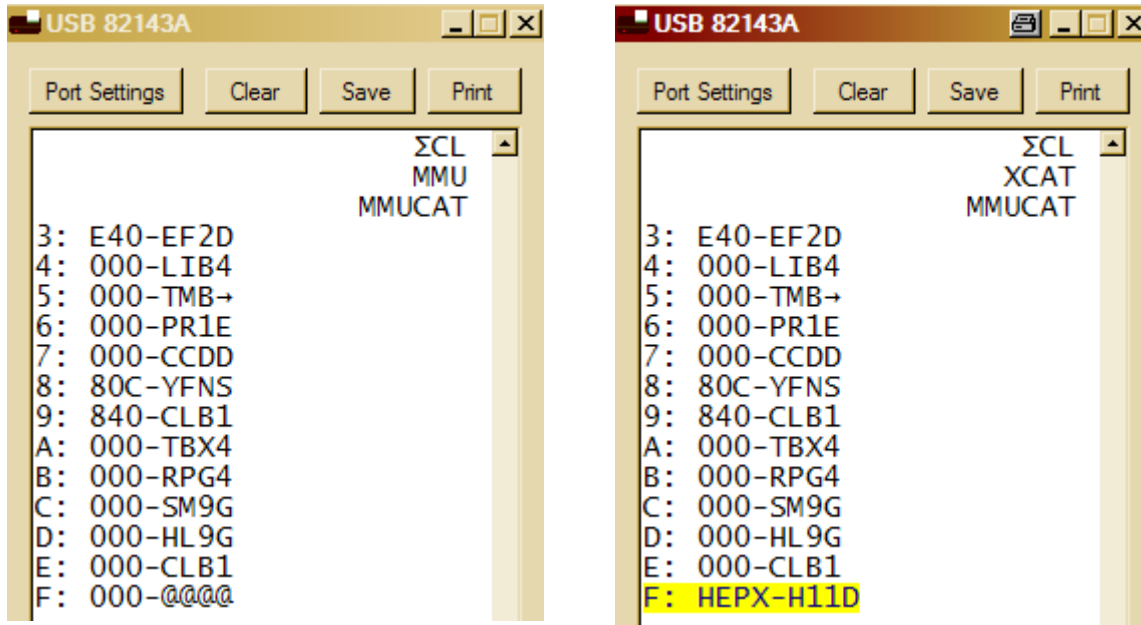 USB 82143A
Port Settings Clear Save Print
ΣCL
MMU
MMUCAT
3: E40-EF2D
4: 000-LIB4
5: 000-TMB→
6: 000-PR1E
7: 000-CCDD
8: 80C-YFNS
9: 840-CLB1
A: 000-TBX4
B: 000-RPG4
C: 000-SM9G
D: 000-HL9G
E: 000-CLB1
F: 000-@@@@
USB 82143A
Port Settings Clear Save Print
ΣCL
XCAT
MMUCAT
3: E40-EF2D
4: 000-LIB4
5: 000-TMB→
6: 000-PR1E
7: 000-CCDD
8: 80C-YFNS
9: 840-CLB1
A: 000-TBX4
B: 000-RPG4
C: 000-SM9G
D: 000-HL9G
E: 000-CLB1
F: HEPX-H11D